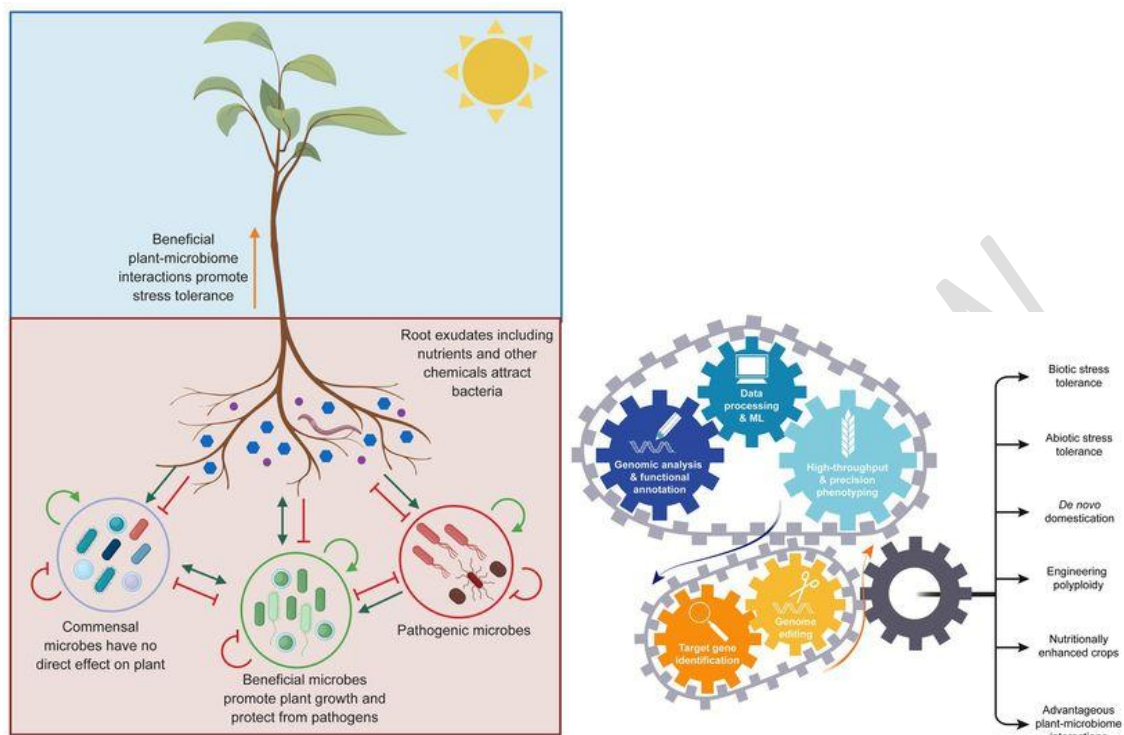 Beneficial
plant-microbiome
interactions promote
stress tolerance
Root exudates including
nutrients and other
chemicals attract
bacteria
Commensal
microbes have no
direct effect on plant
Beneficial microbes
promote plant growth and
protect from pathogens
Pathogenic microbes
Data
processing
& ML
Genomic analysis
& functional
annotation
High-throughput
& precision
phenotyping
Target gene
identification
Genome
editing
Biotic stress
tolerance
Abiotic stress
tolerance
De novo
domestication
Engineering
polyploidy
Nutritionally
enhanced crops
Advantageous
plant-microbiome
interactions